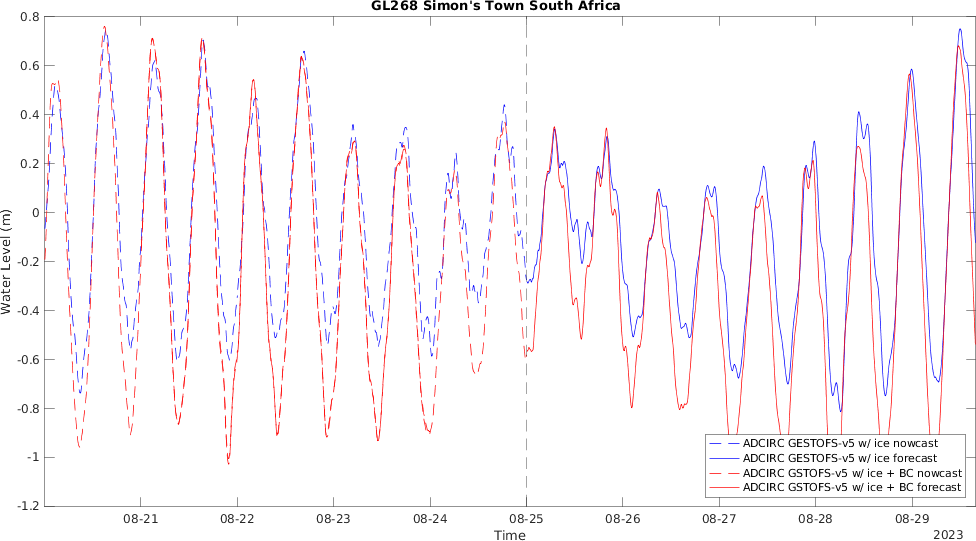 GL268 Simon's Town South Africa
0.8
0.6
0.4
0.2
0
-0.2
-0.4
-0.6
-0.8
-1
-1.2
Water Level (m)
ADCIRC GESTOFS-v5 w/ ice nowcast
ADCIRC GESTOFS-v5 w/ ice forecast
ADCIRC GSTOFS-v5 w/ ice + BC nowcast
ADCIRC GSTOFS-v5 w/ ice + BC forecast
08-21 08-22 08-23 08-24 08-25 08-26 08-27 08-28 08-29
Time
2023